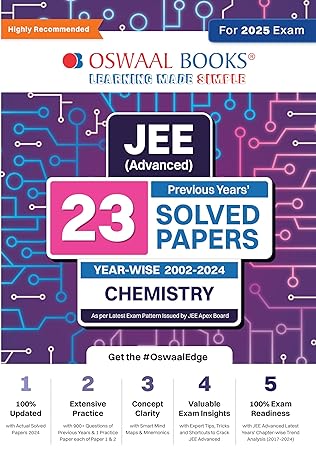 Highly Recommended
For 2025 Exam
OSWAAL BOOKS®
LEARNING MADE SIMPLE
JEE
(Advanced)
23
Previous Years'
SOLVED
PAPERS
YEAR-WISE 2002-2024
CHEMISTRY
As per Latest Exam Pattern Issued by JEE Apex Board
Get the #OswaalEdge
1
100%
Updated
with Actual Solved
Papers 2024
2
Extensive
Practice
with 900+ Questions of
Previous Years & 1 Practice
Paper each of Paper 1 & 2
3
Concept
Clarity
with Smart Mind
Maps & Mnemonics
4
Valuable
Exam Insights
with Expert Tips, Tricks
and Shortcuts to Crack
JEE Advanced
5
100% Exam
Readiness
with JEE Advanced Latest
Years' Chapter-wise Trend
Analysis (2017-2024)